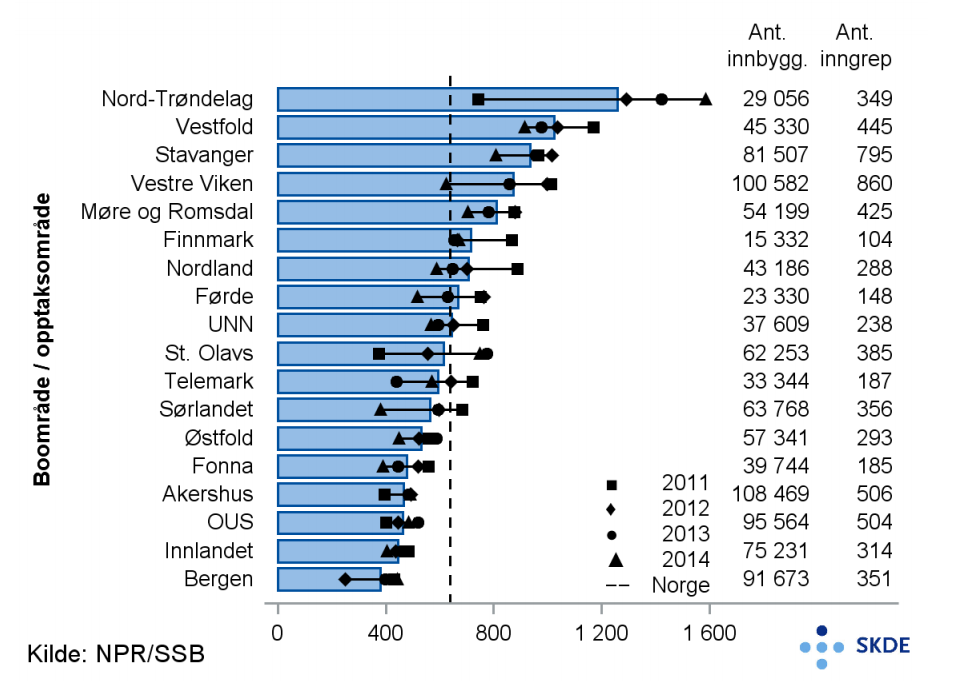 Ant. Ant.
innbygg. inngrep
Nord-Trøndelag 29 056 349
Vestfold 45 330 445
Stavanger 81 507 795
Vestre Viken 100 582 860
Møre og Romsdal 54 199 425
Finnmark 15 332 104
Nordland 43 186 288
Førde 23 330 148
UNN 37 609 238
St. Olavs 62 253 385
Telemark 33 344 187
Sørlandet 63 768 356
Østfold 57 341 293
Fonna 39 744 185
Akershus 108 469 506
OUS 95 564 504
Innlandet 75 231 314
Bergen 91 673 351
Boområde / opptaksområde
2011
2012
2013
2014
Norge
0 400 800 1 200 1 600
Kilde: NPR/SSB
SKDE